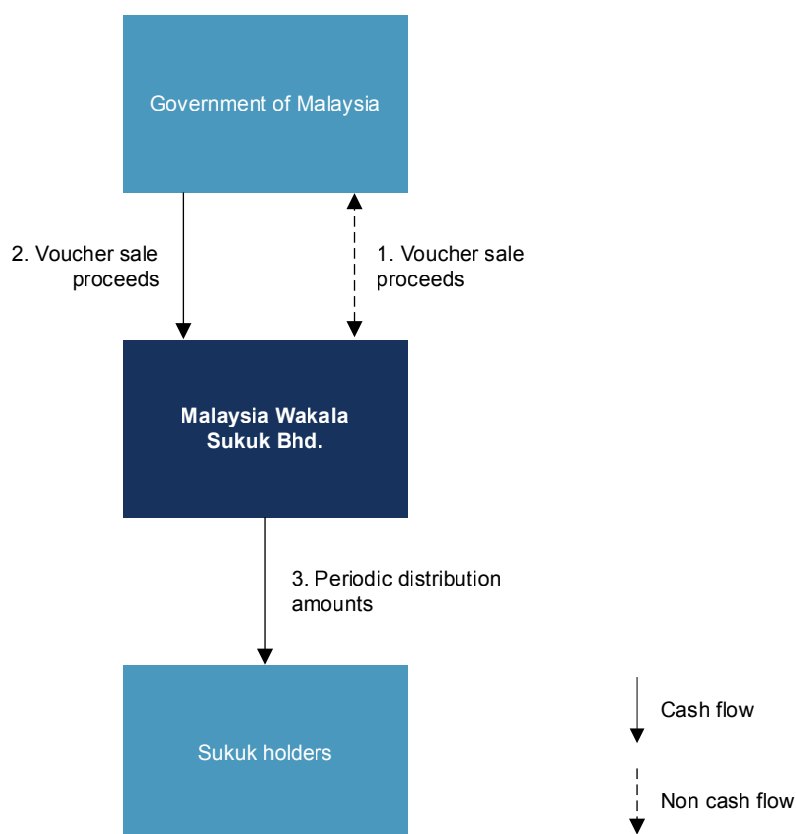 Government of Malaysia
2. Voucher sale
proceeds
1. Voucher sale
proceeds
Malaysia Wakala
Sukuk Bhd.
3. Periodic distribution
amounts
Sukuk holders
Cash flow
Non cash flow